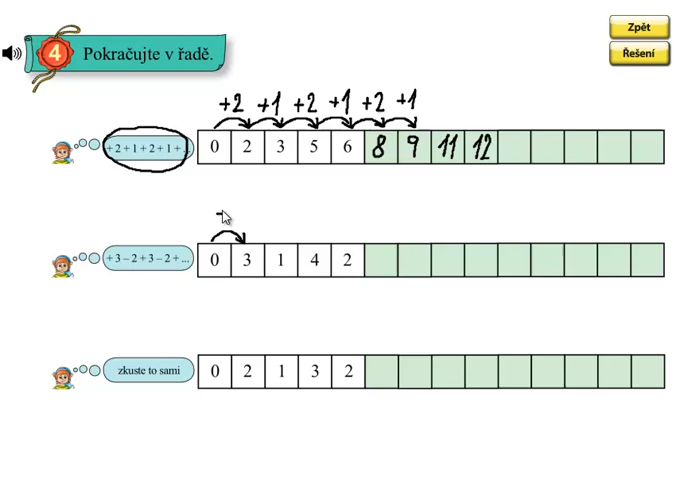 4 Pokračujte v řadě.
Zpět
Řešení
+2 +1 +2 +1 +2 +1
+ 2 + 1 + 2 + 1 + ... 0 2 3 5 6 8 9 11 12
+ 3 – 2 + 3 – 2 + ... 0 3 1 4 2
zkuste to sami 0 2 1 3 2